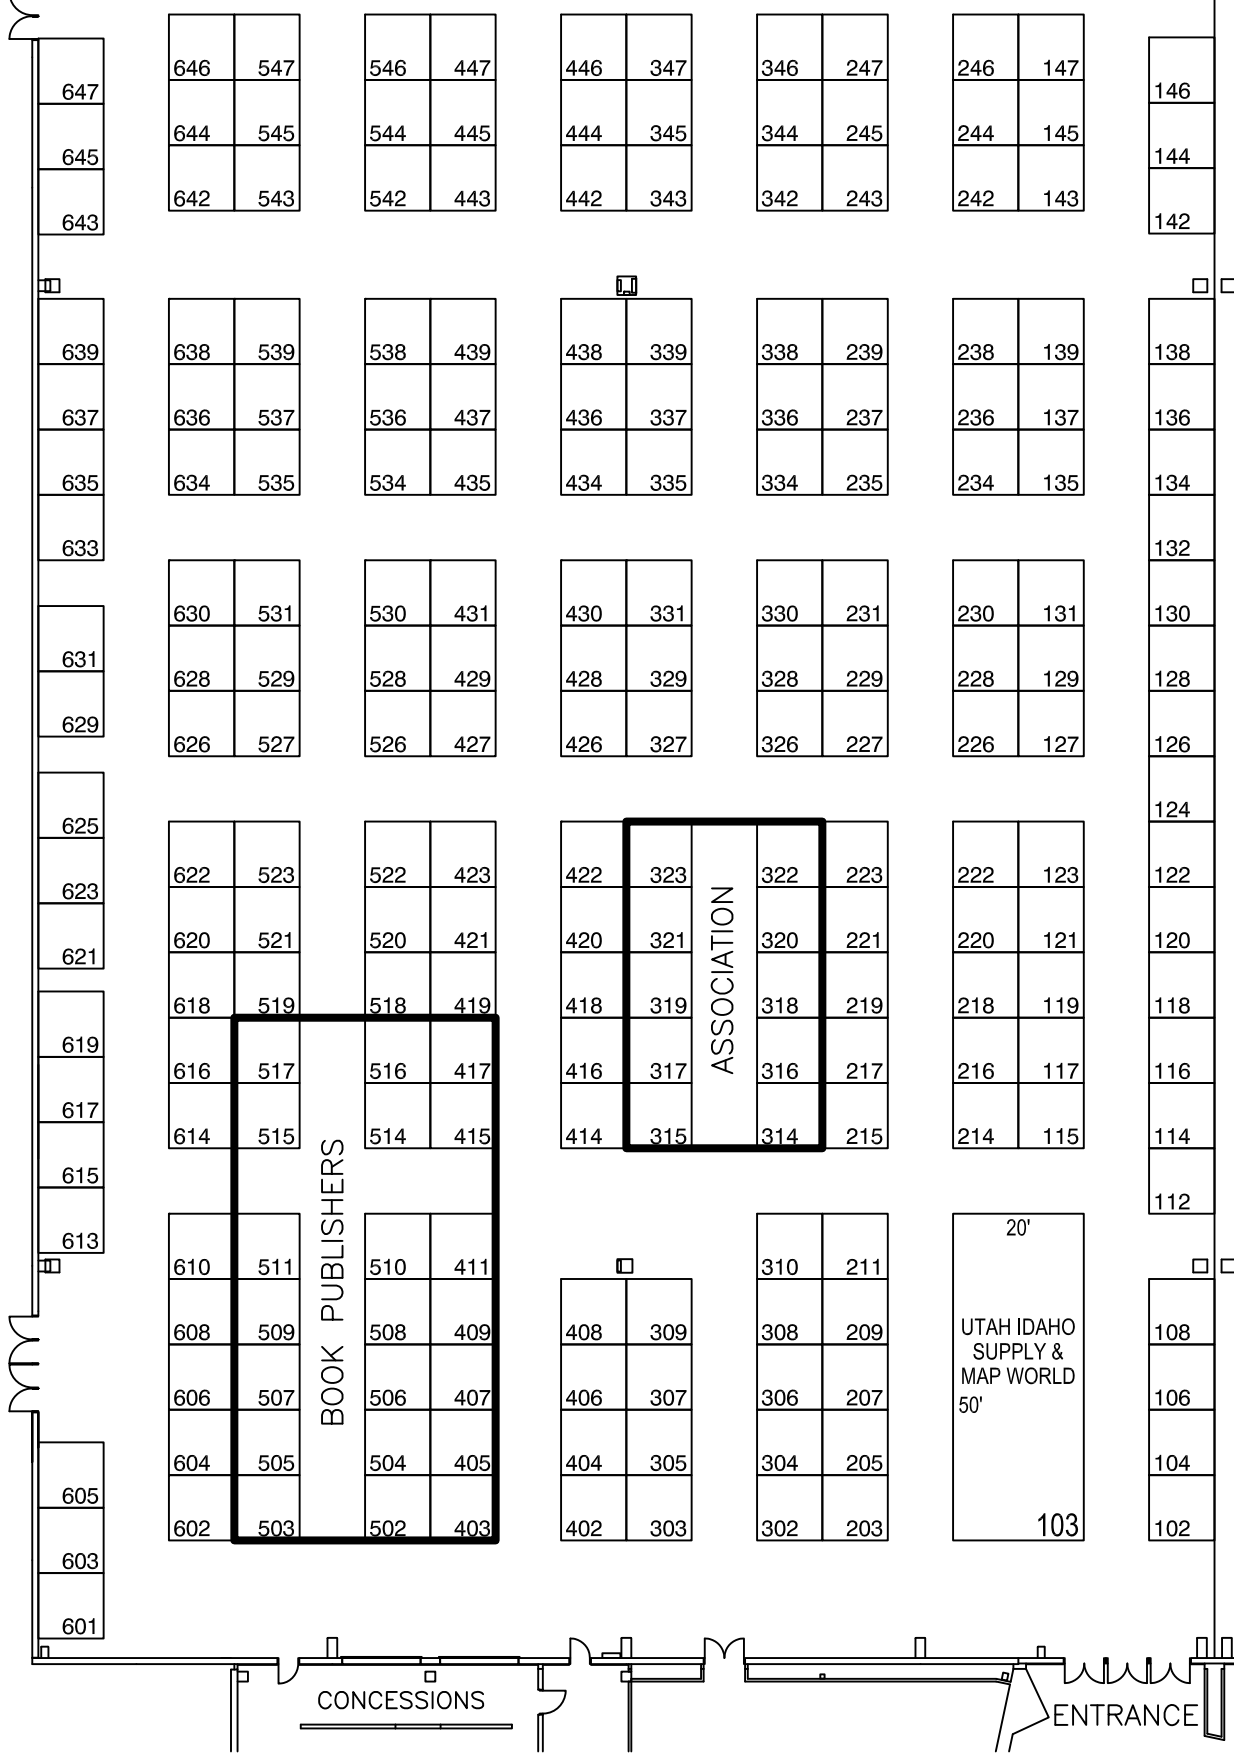 646 547 546 447 446 347 346 247 246 147
647 146
644 545 544 445 444 345 344 245 244 145
645 144
642 543 542 443 442 343 342 243 242 143
643 142
639 638 539 538 439 438 339 338 239 238 139 138
637 636 537 536 437 436 337 336 237 236 137 136
635 634 535 534 435 434 335 334 235 234 135 134
633 132
630 531 530 431 430 331 330 231 230 131 130
631
628 529 528 429 428 329 328 229 228 129 128
629
626 527 526 427 426 327 326 227 226 127 126
625 124
622 523 522 423 422 323 322 223 222 123 122
623
620 521 520 421 420 321 320 221 220 121 120
621
ASSOCIATION
618 519 518 419 418 319 318 219 218 119 118
619
616 517 516 417 416 317 316 217 216 117 116
617
614 515 514 415 414 315 314 215 214 115 114
615 112
613
BOOK PUBLISHERS
20'
610 511 510 411 310 211
608 509 508 409 408 309 308 209 108
UTAH IDAHO
SUPPLY &
MAP WORLD
50'
606 507 506 407 406 307 306 207 106
604 505 504 405 404 305 304 205 104
605
602 503 502 403 402 303 302 203 103 102
603
601
CONCESSIONS
ENTRANCE